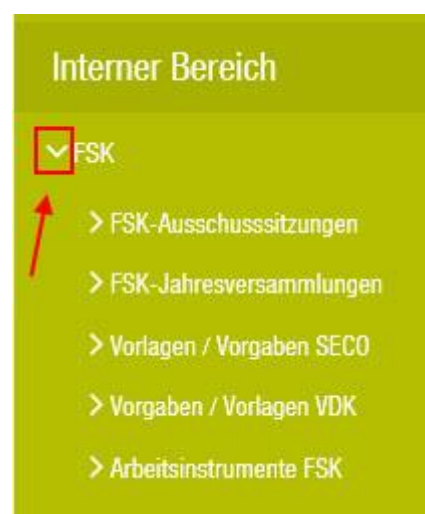 Interner Bereich
FSK
FSK-Ausschusssitzungen
FSK-Jahresversammlungen
Vorlagen / Vorgaben SECO
Vorgaben / Vorlagen VDK
Arbeitsinstrumente FSK